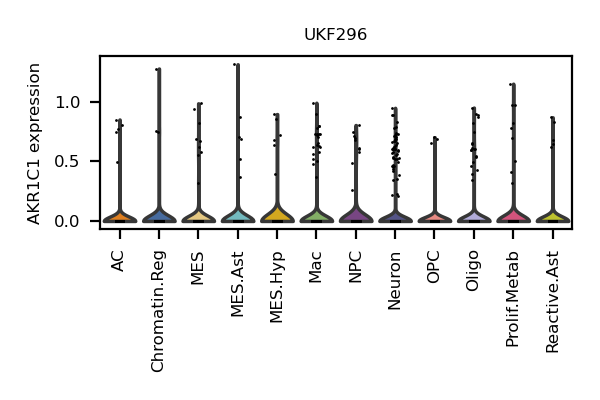 UKF296
AKR1C1 expression
1.0
0.5
0.0
AC
Chromatin.Reg
MES
MES.Ast
MES.Hyp
Mac
NPC
Neuron
OPC
Oligo
Prolif.Metab
Reactive.Ast